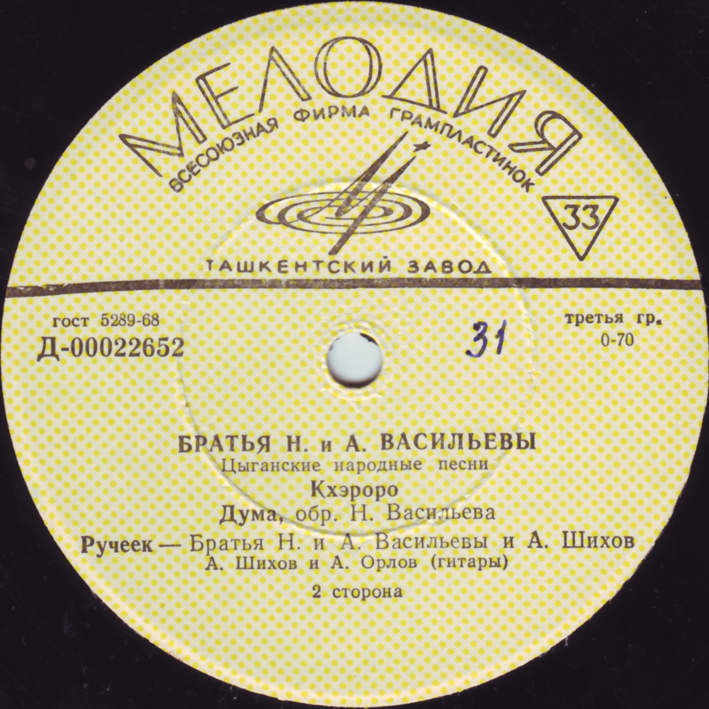 МЕЛОДИЯ
ВСЕСОЮЗНАЯ ФИРМА ГРАМПЛАСТИНОК
33
ТАШКЕНТСКИЙ ЗАВОД
гост 5289-68
третья гр.
Д-00022652
31
0-70
БРАТЬЯ Н. и А. ВАСИЛЬЕВЫ
Цыганские народные песни
Кхэроро
Дума, обр. Н. Васильева
Ручеек — Братья Н. и А. Васильевы и А. Шихов
А. Шихов и А. Орлов (гитары)
2 сторона